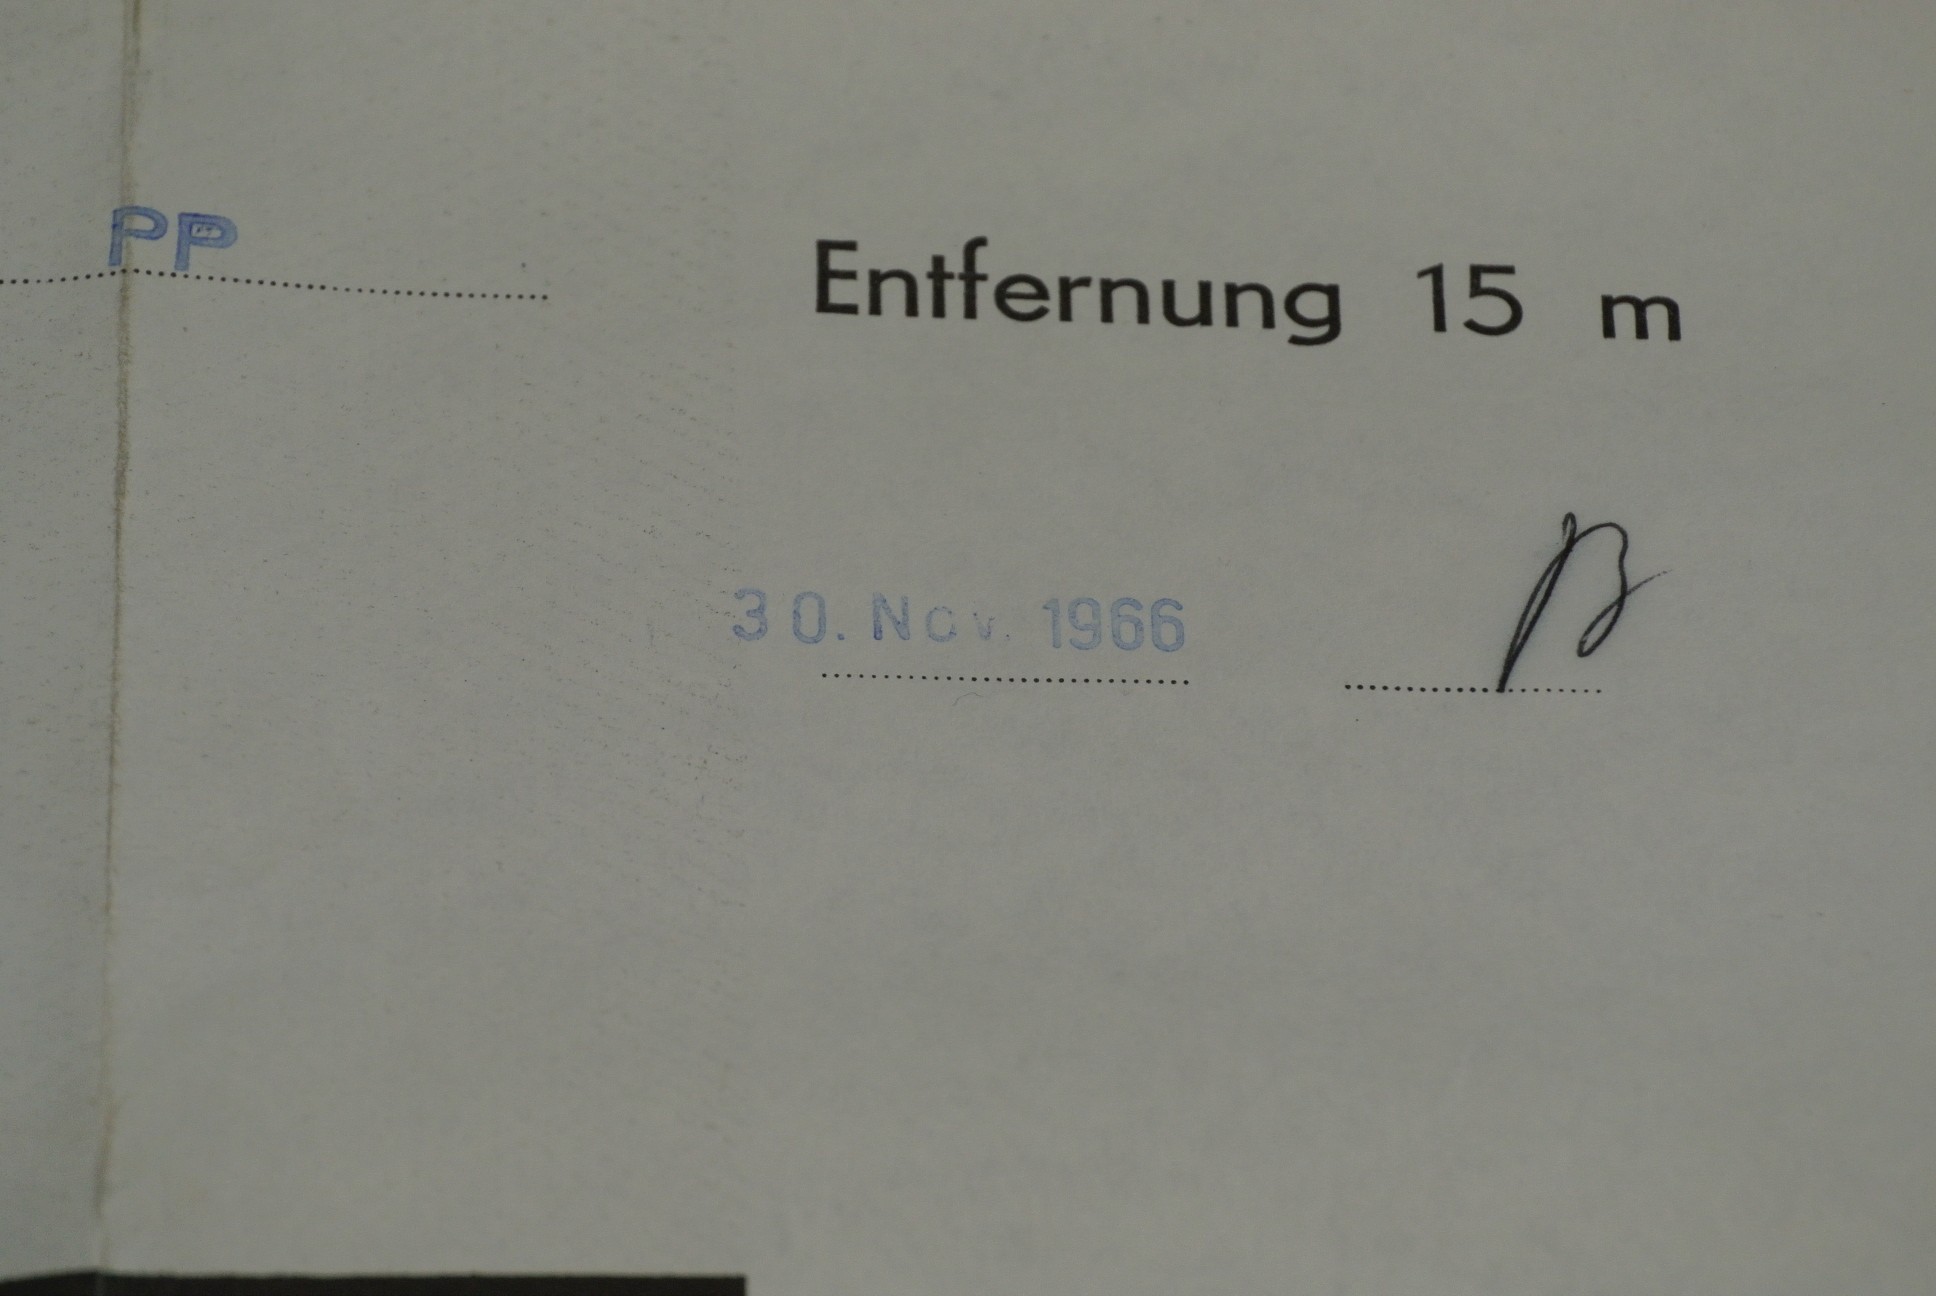 PP
Entfernung 15 m
30. Nov. 1966